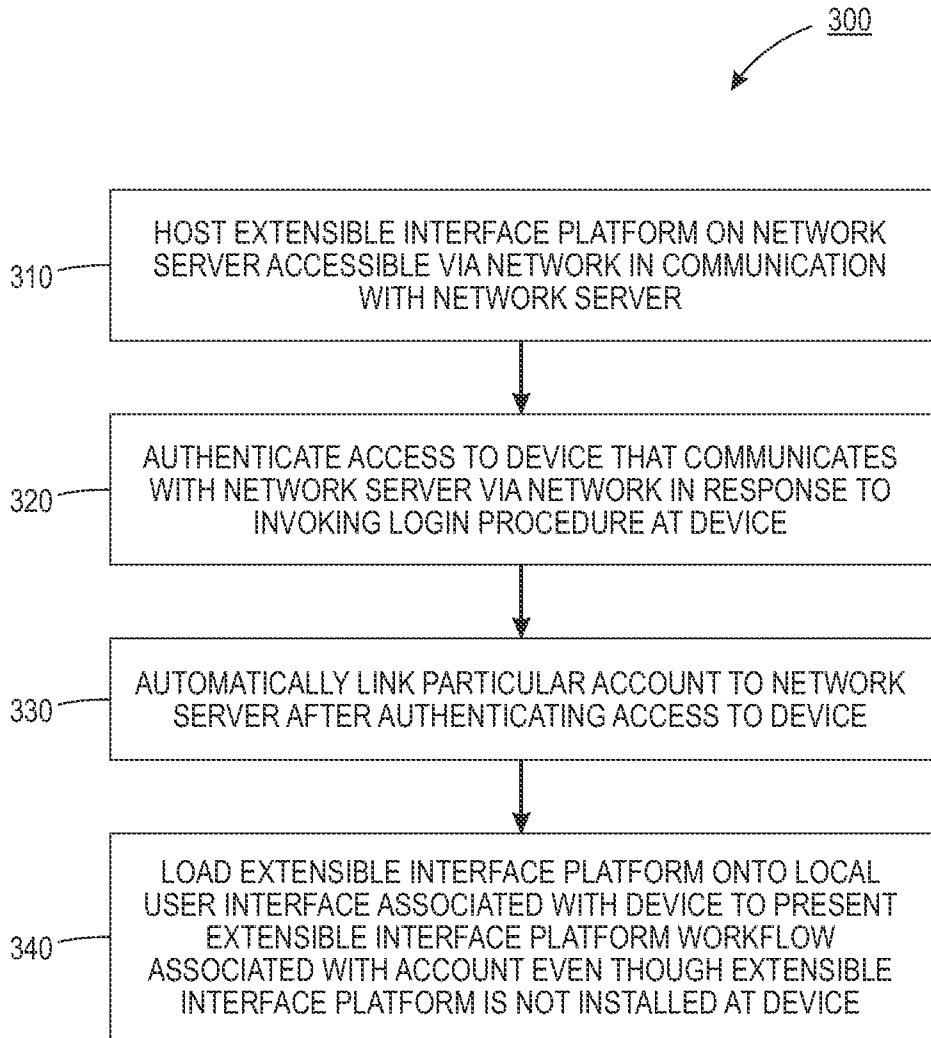 300
310
HOST EXTENSIBLE INTERFACE PLATFORM ON NETWORK
SERVER ACCESSIBLE VIA NETWORK IN COMMUNICATION
WITH NETWORK SERVER
320
AUTHENTICATE ACCESS TO DEVICE THAT COMMUNICATES
WITH NETWORK SERVER VIA NETWORK IN RESPONSE TO
INVOKING LOGIN PROCEDURE AT DEVICE
330
AUTOMATICALLY LINK PARTICULAR ACCOUNT TO NETWORK
SERVER AFTER AUTHENTICATING ACCESS TO DEVICE
340
LOAD EXTENSIBLE INTERFACE PLATFORM ONTO LOCAL
USER INTERFACE ASSOCIATED WITH DEVICE TO PRESENT
EXTENSIBLE INTERFACE PLATFORM WORKFLOW
ASSOCIATED WITH ACCOUNT EVEN THOUGH EXTENSIBLE
INTERFACE PLATFORM IS NOT INSTALLED AT DEVICE